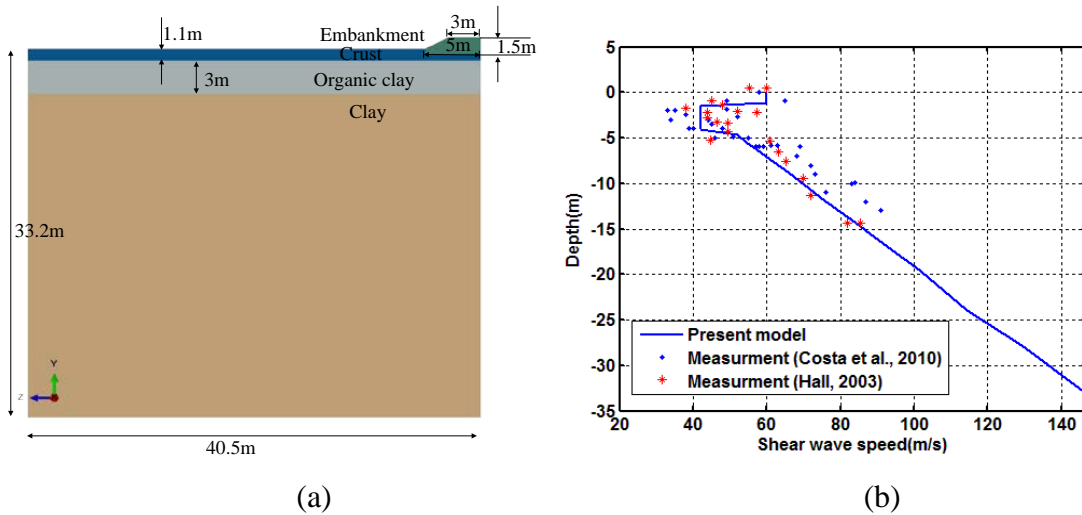 3m
1.1m
Embankment
1.5m
5m
Crust
3m
Organic clay
Clay
33.2m
Y
Z
40.5m
(a)
5
0
-5
-10
-15
-20
-25
-30
-35
Depth(m)
Present model
Measurment (Costa et al., 2010)
Measurment (Hall, 2003)
20 40 60 80 100 120 140
Shear wave speed(m/s)
(b)